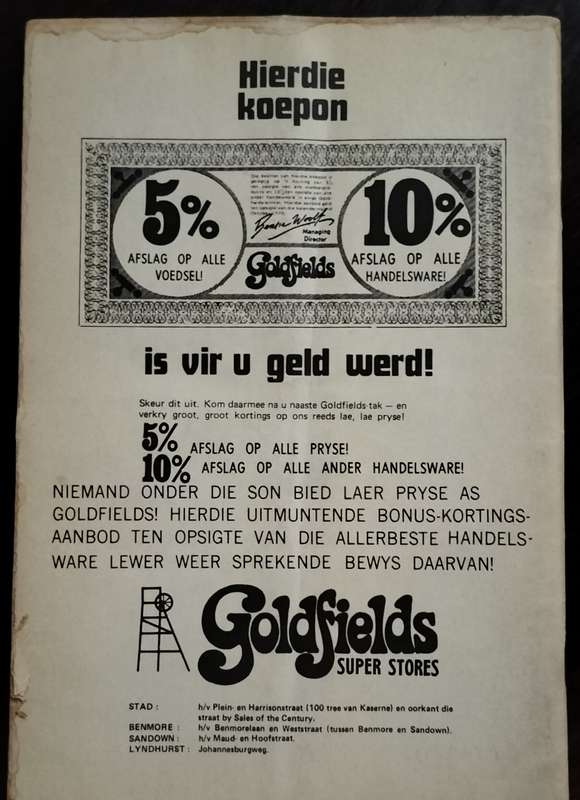 Hierdie
koepon
5%
AFSLAG OP ALLE
VOEDSEL!
Managing
Director
Goldfields
10%
AFSLAG OP ALLE
HANDELSWARE!
is vir u geld werd!
Skeur dit uit. Kom daarmee na u naaste Goldfields-tak — en
verkry groot, groot kortings op ons reeds lae, lae pryse!
5% AFSLAG OP ALLE PRYSE!
10% AFSLAG OP ALLE ANDER HANDELSWARE!
NIEMAND ONDER DIE SON BIED LAER PRYSE AS
GOLDFIELDS! HIERDIE UITMUNTENDE BONUS-KORTINGS-
AANBOD TEN OPSIGTE VAN DIE ALLERBESTE HANDELS-
WARE LEWER WEER SPREKENDE BEWYS DAARVAN!
Goldfields
SUPER STORES
STAD : h/v Plein- en Harrisonstraat (100 tree van Kaserne) en oorkant die
straat by Sales of the Century.
BENMORE : h/v Benmorelaan en Weststraat (tussen Benmore en Sandown).
SANDOWN : h/v Maud- en Hoofstraat.
LYNDHURST : Johannesburgweg.